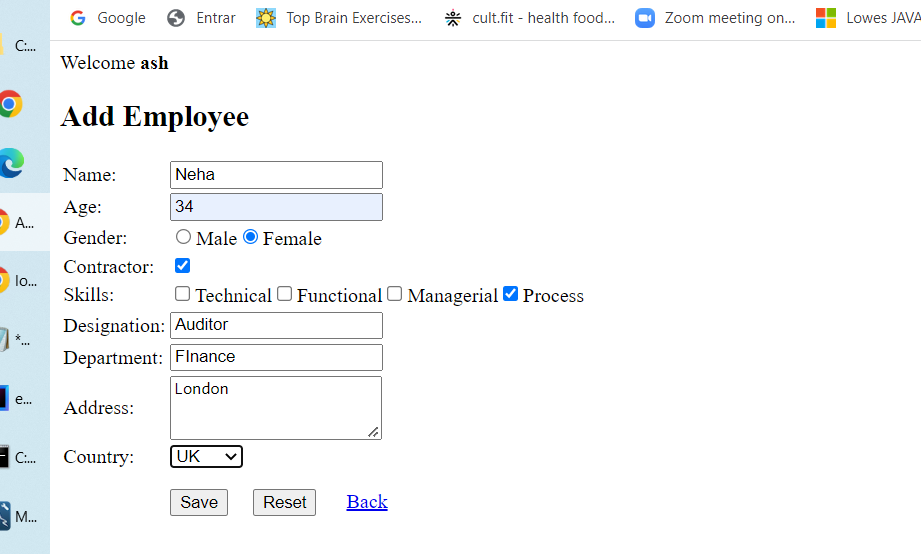 Google Entrar Top Brain Exercises... cult.fit - health food... Zoom meeting on... Lowes JAVA
C:...
A...
lo...
*...
e...
C:...
M...
Welcome ash
Add Employee
Name: Neha
Age: 34
Gender: Male Female
Contractor:
Skills: Technical Functional Managerial Process
Designation: Auditor
Department: FInance
Address: London
Country: UK
Save Reset Back